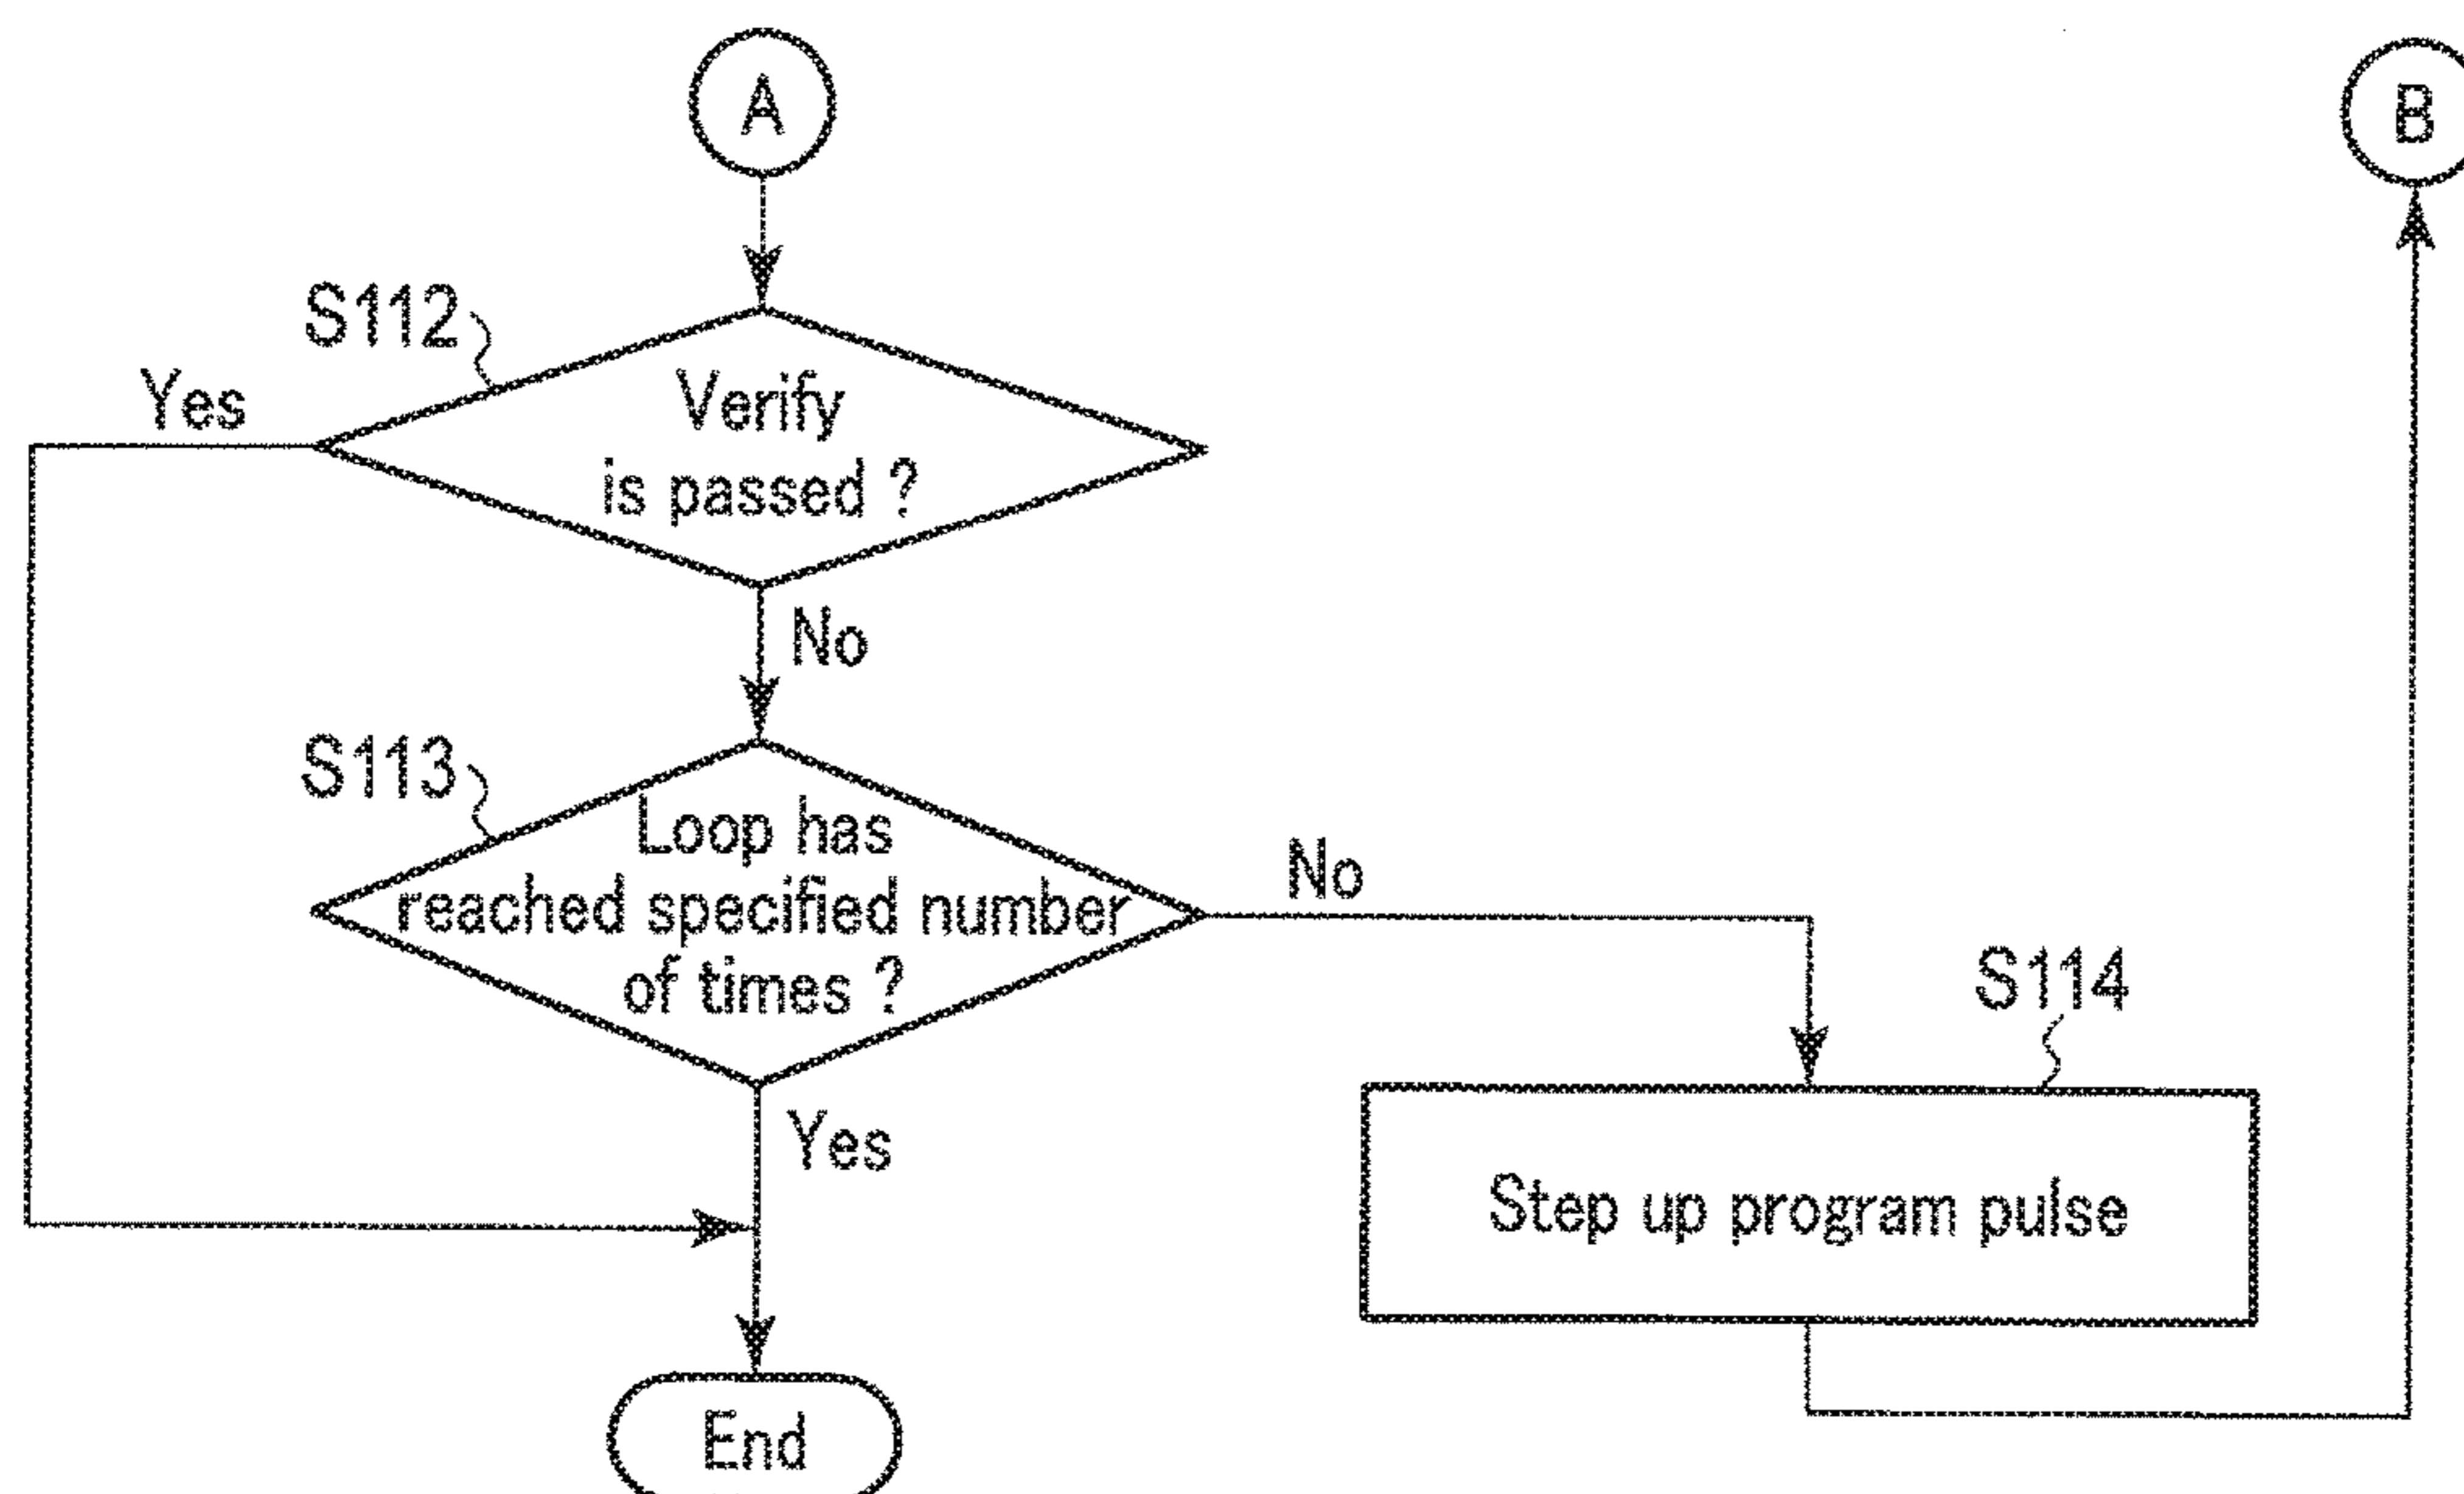 A
B
S112
Yes
Verify
is passed ?
No
S113
Loop has
reached specified number
of times ?
No
S114
Yes
Step up program pulse
End